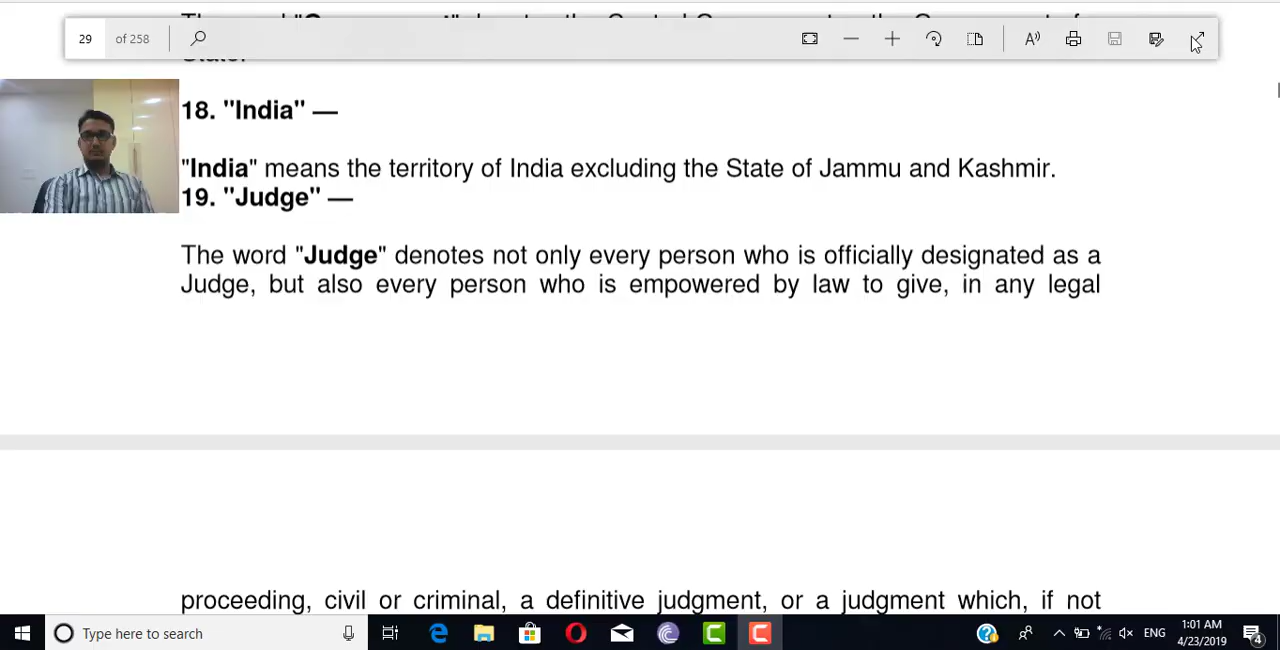 29 of 258
18. "India" —
"India" means the territory of India excluding the State of Jammu and Kashmir.
19. "Judge" —
The word "Judge" denotes not only every person who is officially designated as a
Judge, but also every person who is empowered by law to give, in any legal
proceeding, civil or criminal, a definitive judgment, or a judgment which, if not
Type here to search
ENG
1:01 AM
4/23/2019
4